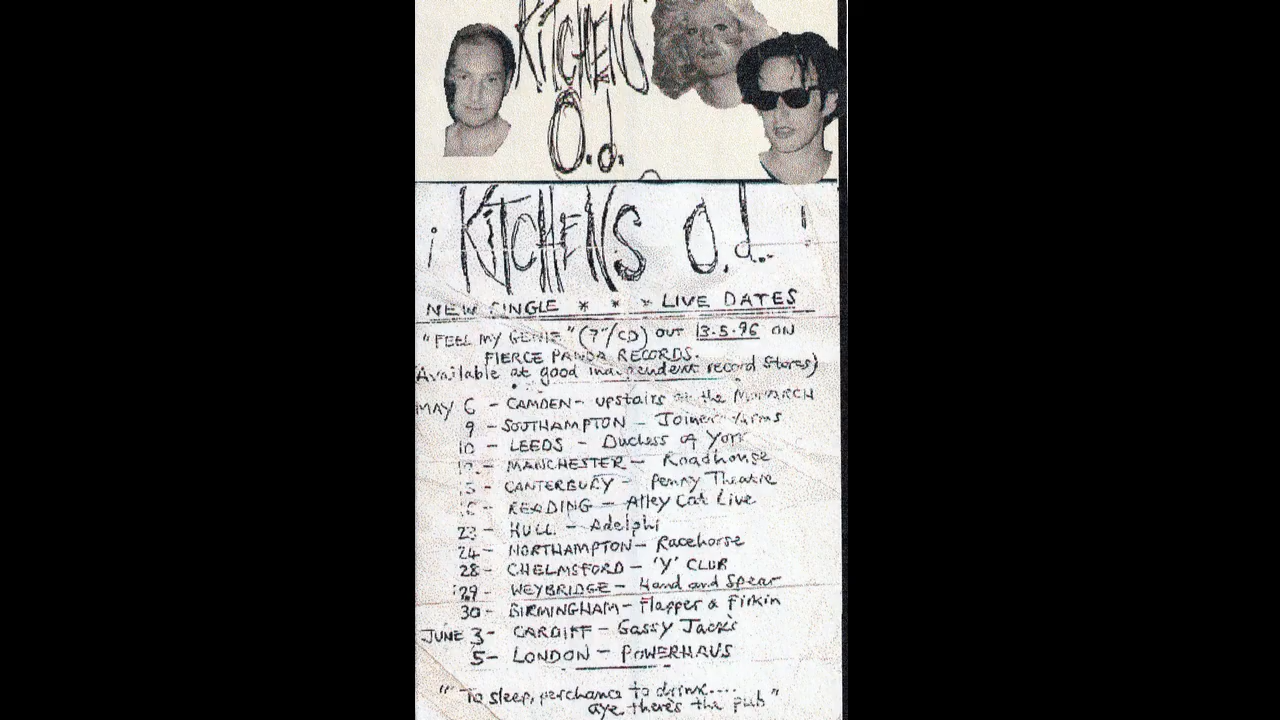 KITCHENS
O.d.
¡ KITCHENS O.d. !
NEW SINGLE * * * LIVE DATES
"FEEL MY GENIE" (7"/CD) OUT 13.5.96 ON
FIERCE PANDA RECORDS.
(Available at good independent record stores)
MAY 6 - CAMDEN - upstairs at the MONARCH
9 - SOUTHAMPTON - Joiners Arms
10 - LEEDS - Duchess of York
MANCHESTER - Roadhouse
15 - CANTERBURY - Penny Theatre
READING - Alley Cat Live
23 - HULL - Adelphi
24 - NORTHAMPTON - Racehorse
28 - CHELMSFORD - 'Y' CLUB
29 - WEYBRIDGE - Hand and Spear
30 - BIRMINGHAM - Flapper & Firkin
JUNE 3 - CARDIFF - Gassy Jack's
5 - LONDON - POWERHAUS
"To sleep, perchance to drink....
aye there's the pub"